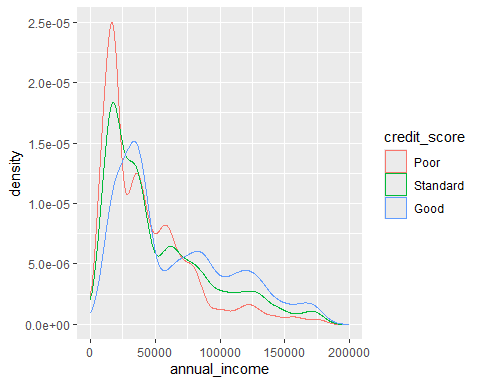 2.5e-05
2.0e-05
1.5e-05
1.0e-05
5.0e-06
0.0e+00
density
0 50000 100000 150000 200000
annual_income
credit_score
Poor
Standard
Good